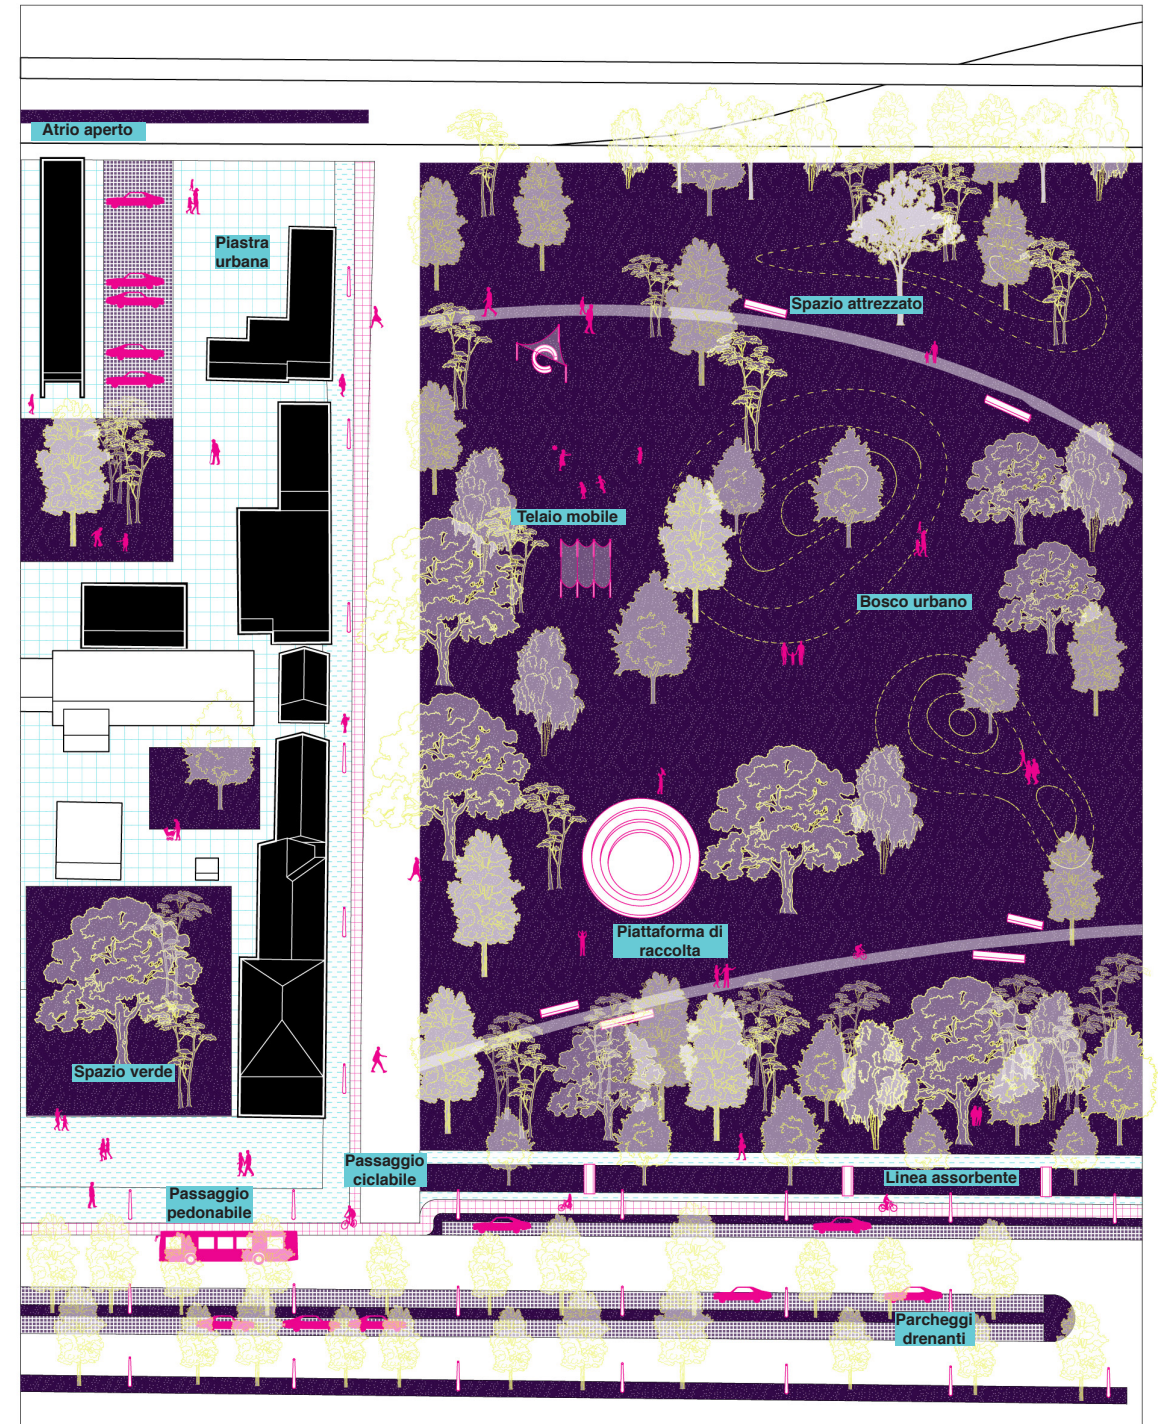 Atrio aperto
Piastra
urbana
Spazio attrezzato
Telaio mobile
Bosco urbano
Piattaforma di
raccolta
Spazio verde
Passaggio
ciclabile
Linea assorbente
Passaggio
pedonabile
Parcheggi
drenanti